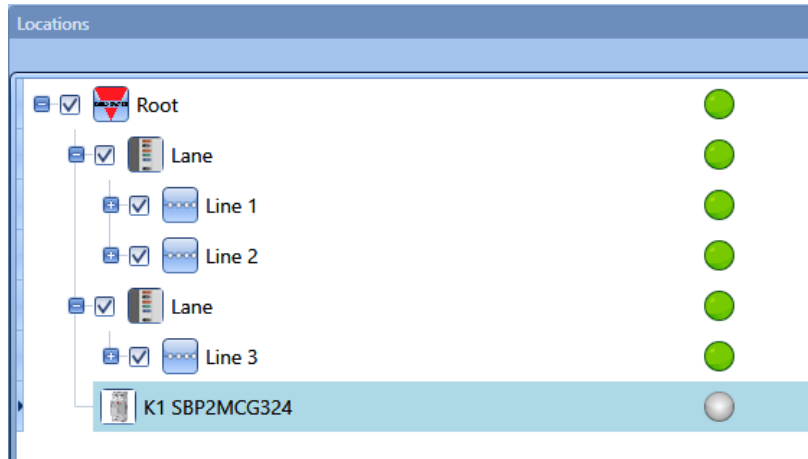 Locations
Root
Lane
Line 1
Line 2
Lane
Line 3
K1 SBP2MCG324